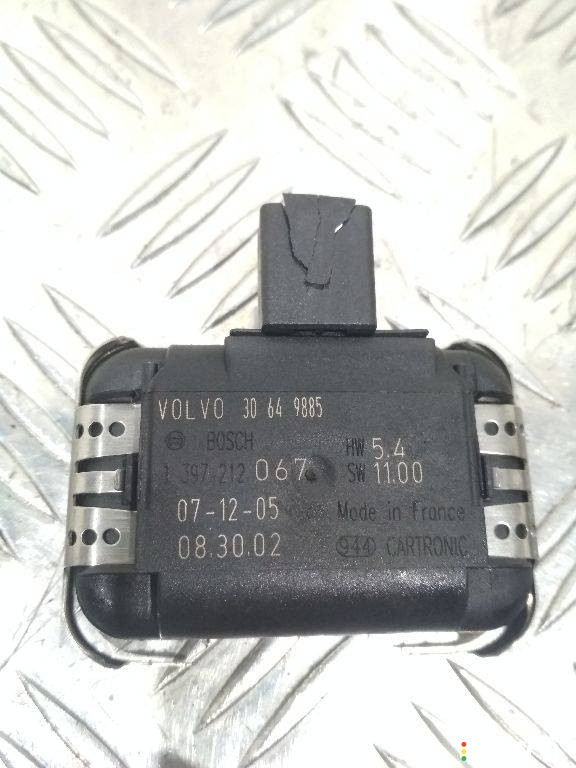 VOLVO 30 64 9885
BOSCH
1 397 212 067
HW 5.4
SW 11.00
07-12-05 Made in France
08.30.02 944 CARTRONIC